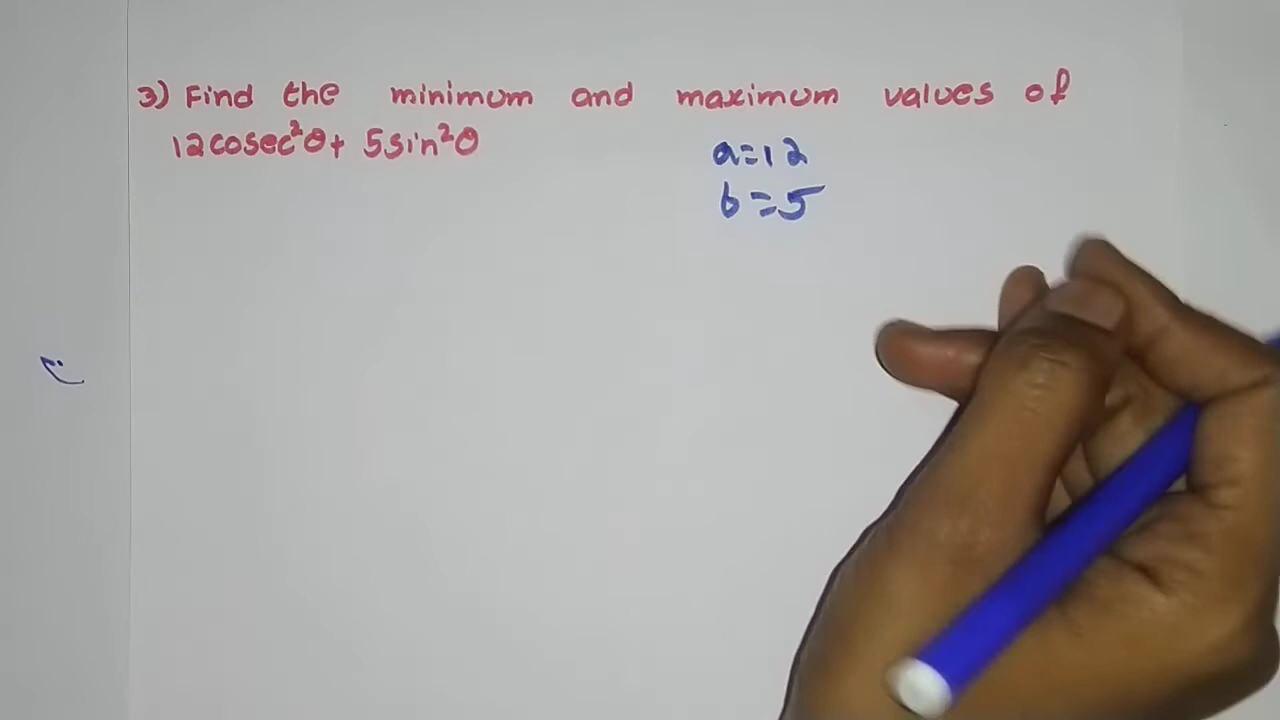 3) Find the minimum and maximum values of
12cosec²θ+ 5sin²θ
a=12
b=5